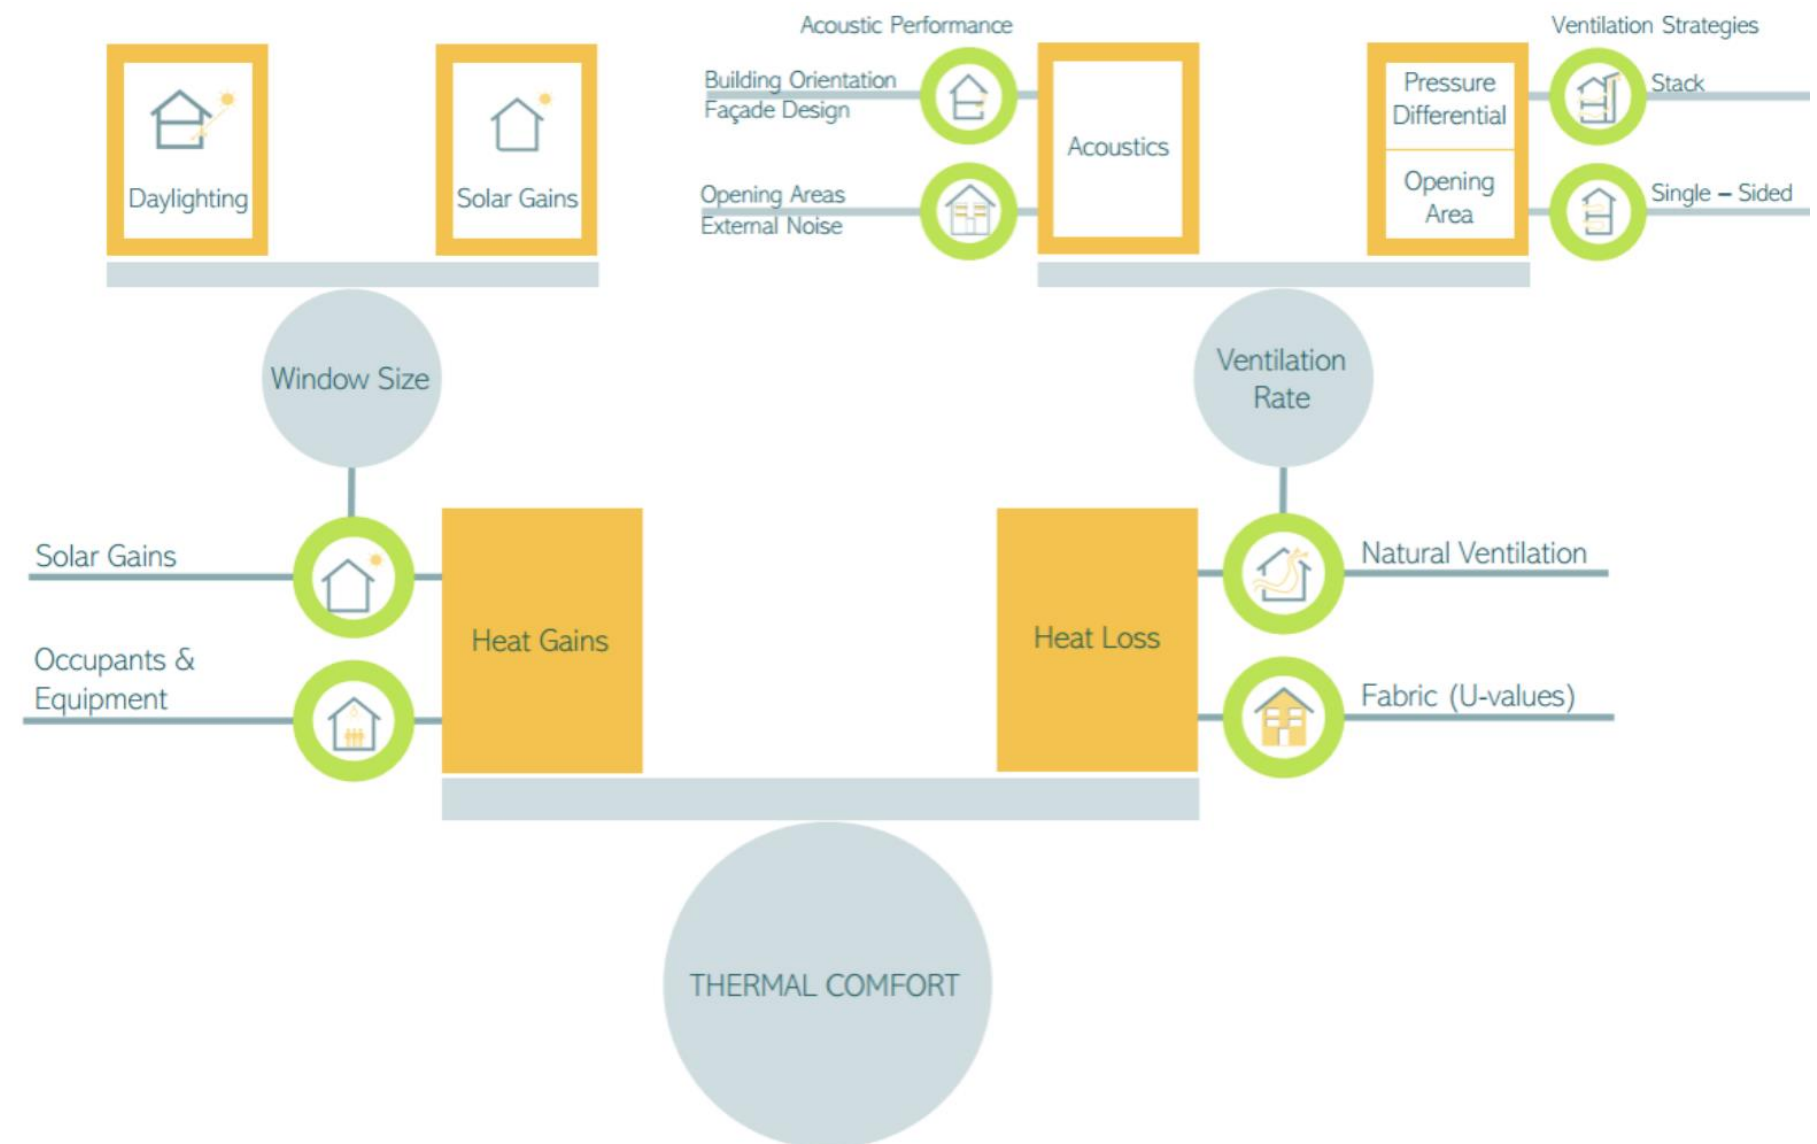 Acoustic Performance
Ventilation Strategies
Daylighting
Solar Gains
Building Orientation
Façade Design
Opening Areas
External Noise
Acoustics
Pressure
Differential
Opening
Area
Stack
Single – Sided
Window Size
Ventilation
Rate
Solar Gains
Occupants &
Equipment
Heat Gains
Heat Loss
Natural Ventilation
Fabric (U-values)
THERMAL COMFORT